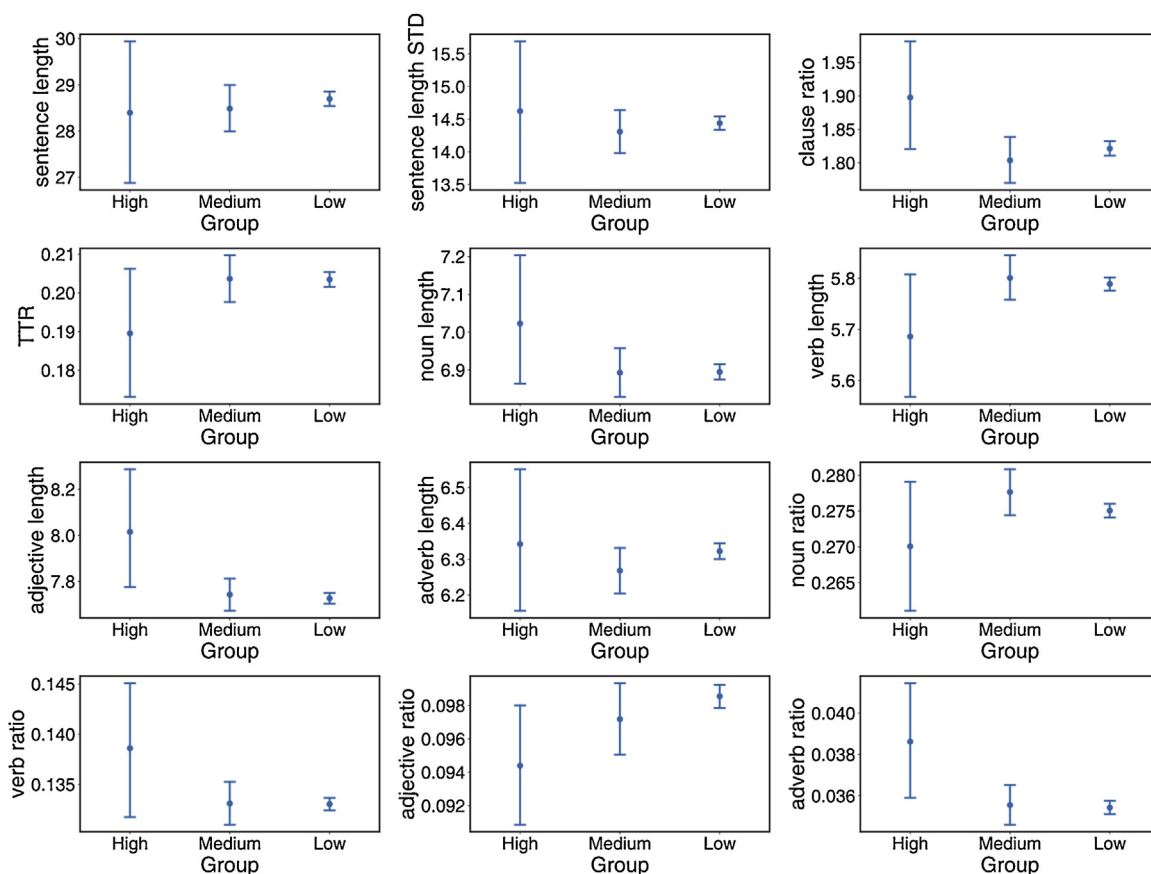 sentence length
30
29
28
27
High Medium Low
Group
sentence length STD
15.5
14.5
14.0
13.5
High Medium Low
Group
clause ratio
1.95
1.90
1.85
1.80
High Medium Low
Group
TTR
0.21
0.20
0.19
0.18
High Medium Low
Group
noun length
7.2
7.1
7.0
6.9
High Medium Low
Group
verb length
5.8
5.7
5.6
High Medium Low
Group
adjective length
8.2
8.0
7.8
High Medium Low
Group
adverb length
6.5
6.4
6.3
6.2
High Medium Low
Group
noun ratio
0.280
0.275
0.270
0.265
High Medium Low
Group
verb ratio
0.145
0.140
0.135
High Medium Low
Group
adjective ratio
0.098
0.096
0.094
0.092
High Medium Low
Group
adverb ratio
0.040
0.038
0.036
High Medium Low
Group